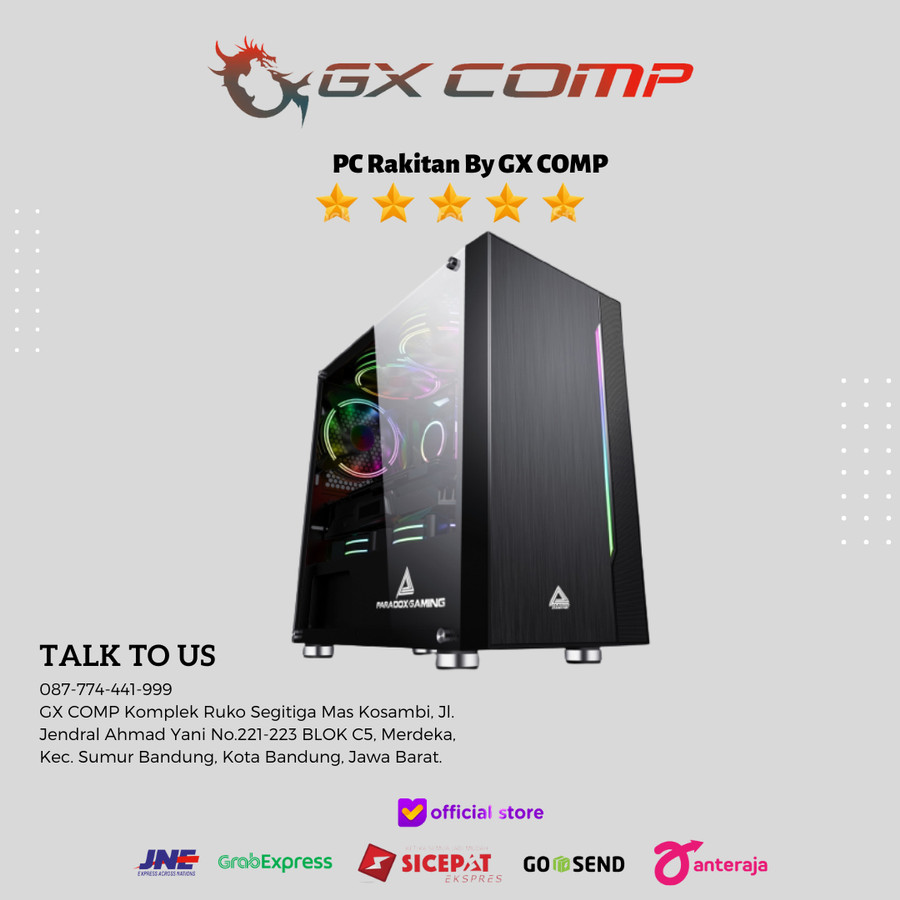 GX COMP
PC Rakitan By GX COMP
PARADOX GAMING
TALK TO US
087-774-441-999
GX COMP Komplek Ruko Segitiga Mas Kosambi, Jl.
Jendral Ahmad Yani No.221-223 BLOK C5, Merdeka,
Kec. Sumur Bandung, Kota Bandung, Jawa Barat.
official store
JNE
EXPRESS ACROSS NATIONS
GrabExpress
SICEPAT
EKSPRES
GO SEND
anteraja